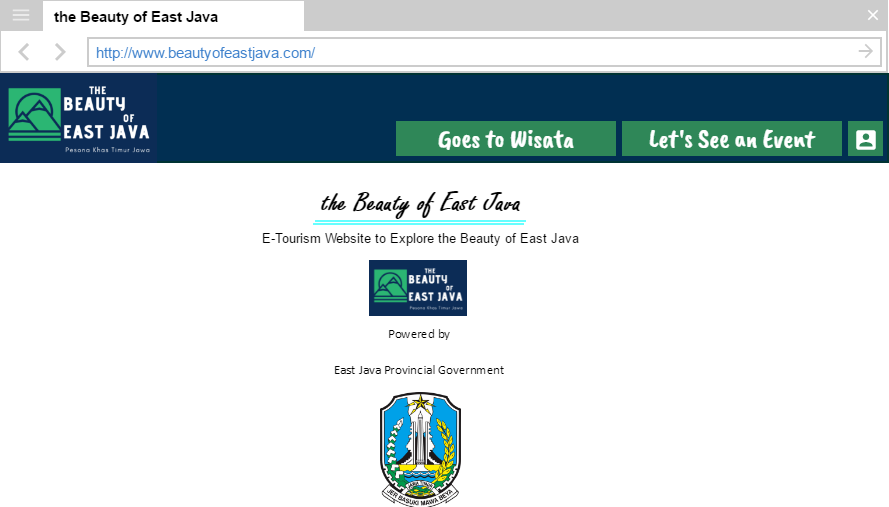 the Beauty of East Java
http://www.beautyofeastjava.com/
THE
BEAUTY
OF
EAST JAVA
Pesona Khas Timur Jawa
Goes to Wisata
Let's See an Event
the Beauty of East Java
E-Tourism Website to Explore the Beauty of East Java
THE
BEAUTY
OF
EAST JAVA
Pesona Khas Timur Jawa
Powered by
East Java Provincial Government
JAWA TIMUR
JER BASUKI MAWA BEYA